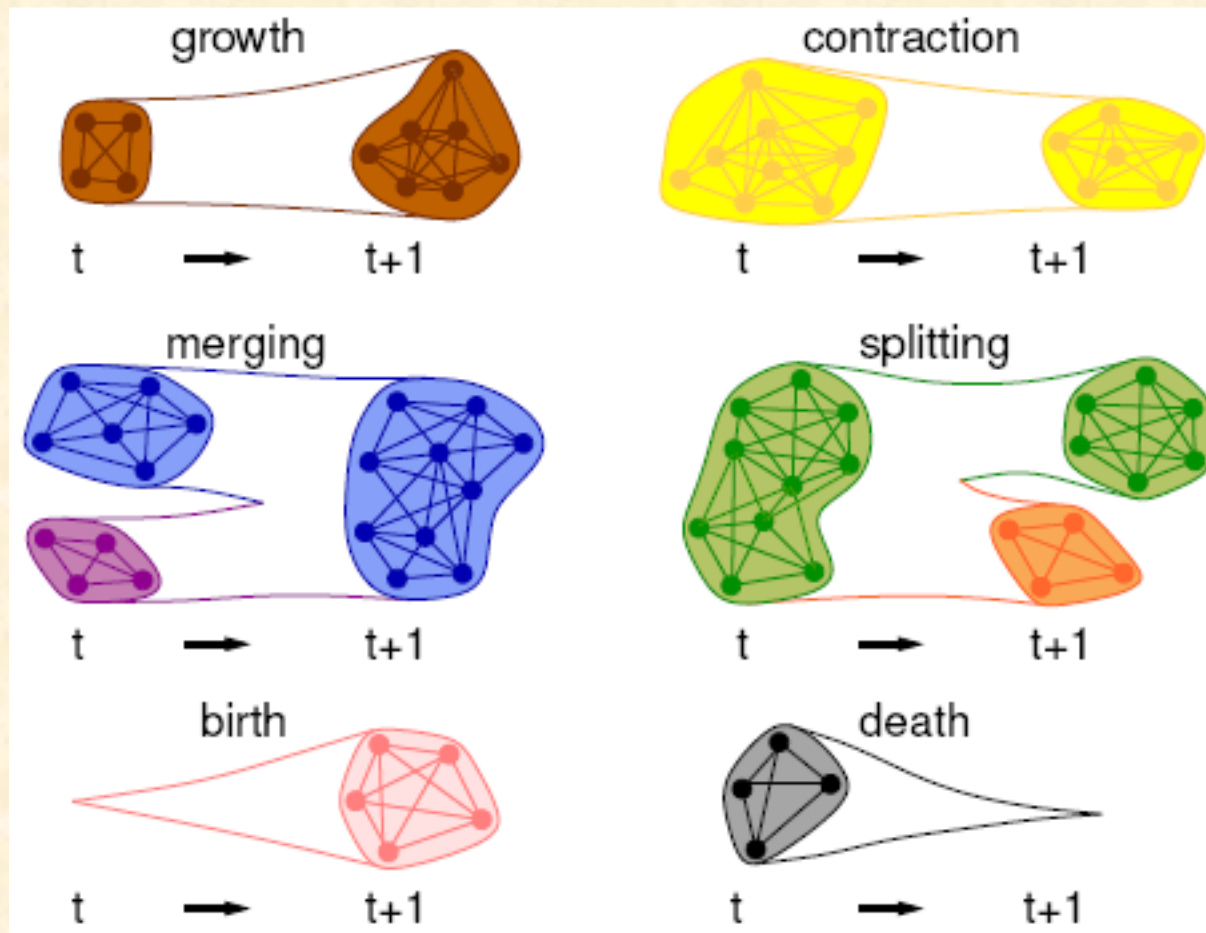 growth
t → t+1
contraction
t → t+1
merging
t → t+1
splitting
t → t+1
birth
t → t+1
death
t → t+1